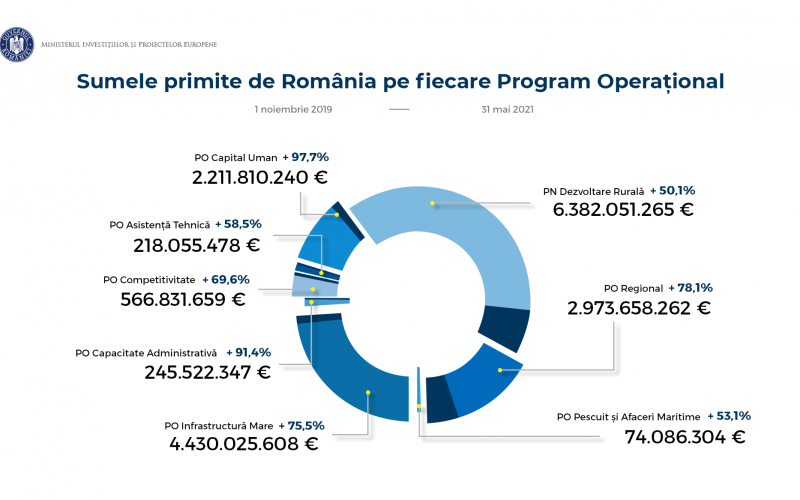 GUVERNUL ROMÂNIEI
MINISTERUL INVESTIȚIILOR ȘI PROIECTELOR EUROPENE
Sumele primite de România pe fiecare Program Operațional
1 noiembrie 2019 — 31 mai 2021
PO Capital Uman + 97,7%
2.211.810.240 €
PN Dezvoltare Rurală + 50,1%
6.382.051.265 €
PO Asistență Tehnică + 58,5%
218.055.478 €
PO Competitivitate + 69,6%
566.831.659 €
PO Regional + 78,1%
2.973.658.262 €
PO Capacitate Administrativă + 91,4%
245.522.347 €
PO Infrastructură Mare + 75,5%
4.430.025.608 €
PO Pescuit și Afaceri Maritime + 53,1%
74.086.304 €